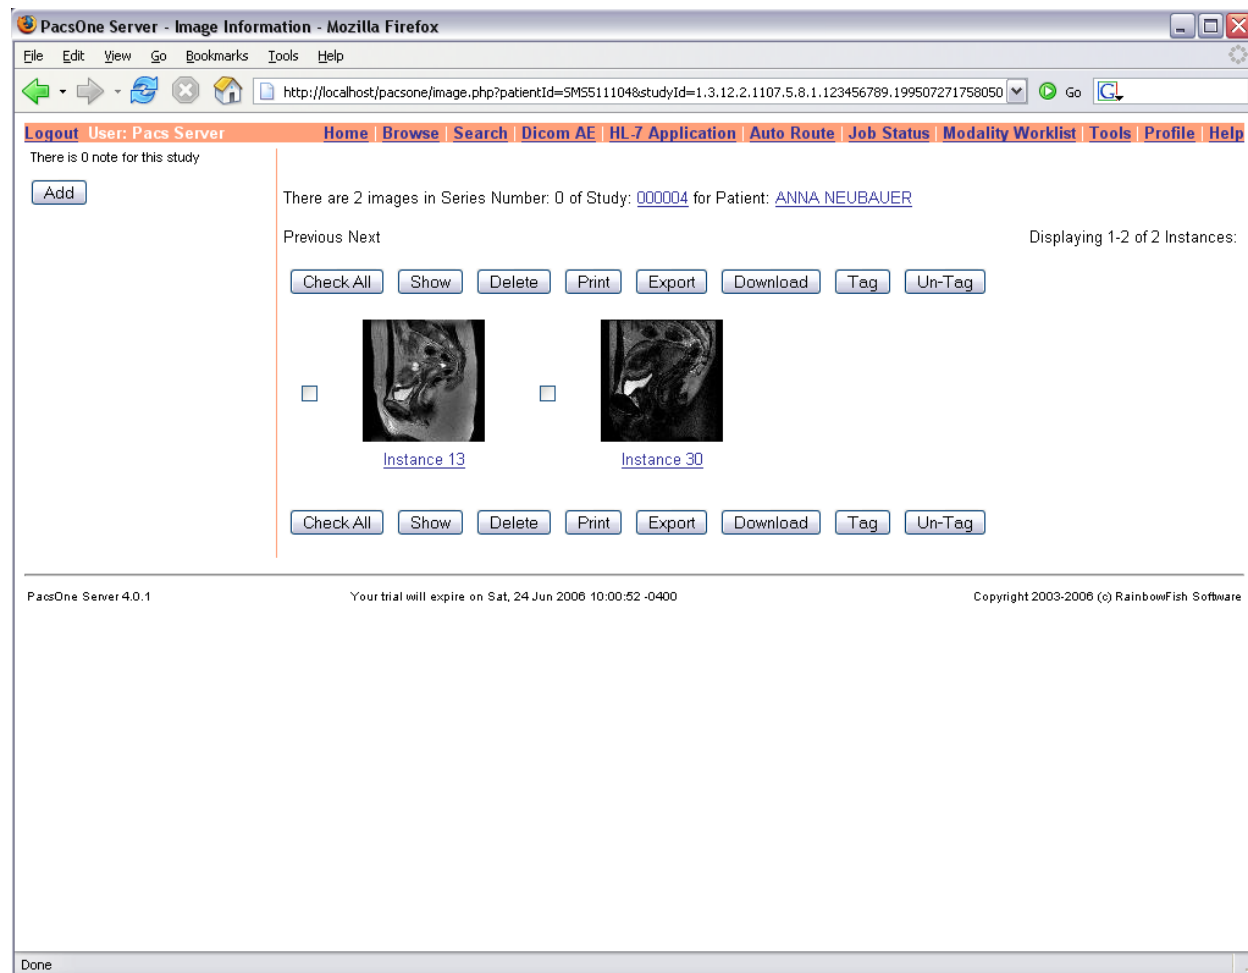 PacsOne Server - Image Information - Mozilla Firefox
File Edit View Go Bookmarks Tools Help
http://localhost/pacsone/image.php?patientId=SMS511104&studyId=1.3.12.2.1107.5.8.1.123456789.199507271758050 Go G
Logout User: Pacs Server Home | Browse | Search | Dicom AE | HL-7 Application | Auto Route | Job Status | Modality Worklist | Tools | Profile | Help
There is 0 note for this study
Add
There are 2 images in Series Number: 0 of Study: 000004 for Patient: ANNA NEUBAUER
Previous Next Displaying 1-2 of 2 Instances:
Check All Show Delete Print Export Download Tag Un-Tag
Instance 13 Instance 30
Check All Show Delete Print Export Download Tag Un-Tag
PacsOne Server 4.0.1 Your trial will expire on Sat, 24 Jun 2006 10:00:52 -0400 Copyright 2003-2006 (c) RainbowFish Software
Done